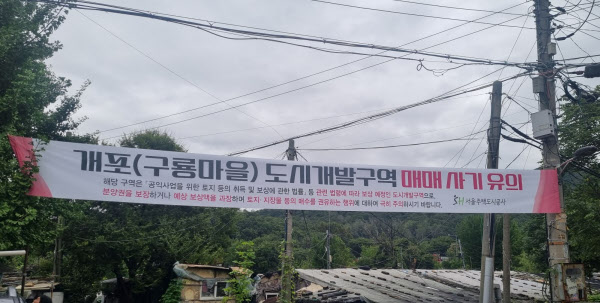 개포(구룡마을) 도시개발구역 매매 사기 유의
해당 구역은 「공익사업을 위한 토지 등의 취득 및 보상에 관한 법률」 등 관련 법령에 따라 보상 예정인 도시개발구역으로,
분양권을 보장하거나 예상 보상액을 과장하며 토지·지장물 등의 매수를 권유하는 행위에 대하여 극히 주의하시기 바랍니다.
SH 서울주택도시공사